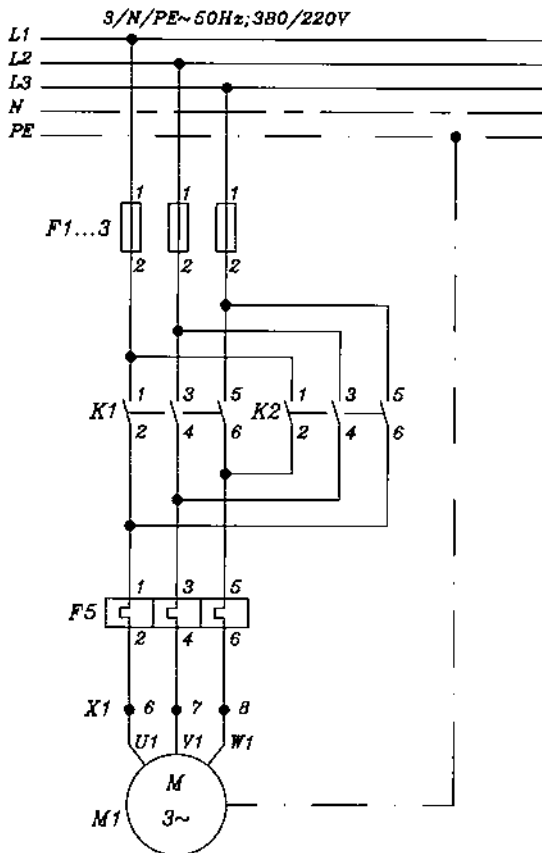 3/N/PE~50Hz;380/220V
L1
L2
L3
N
PE
1 1 1
F1...3
2 2 2
1 3 5 1 3 5
K1 K2
2 4 6 2 4 6
1 3 5
F5
2 4 6
X1 6 7 8
U1 V1 W1
M
M1 3~